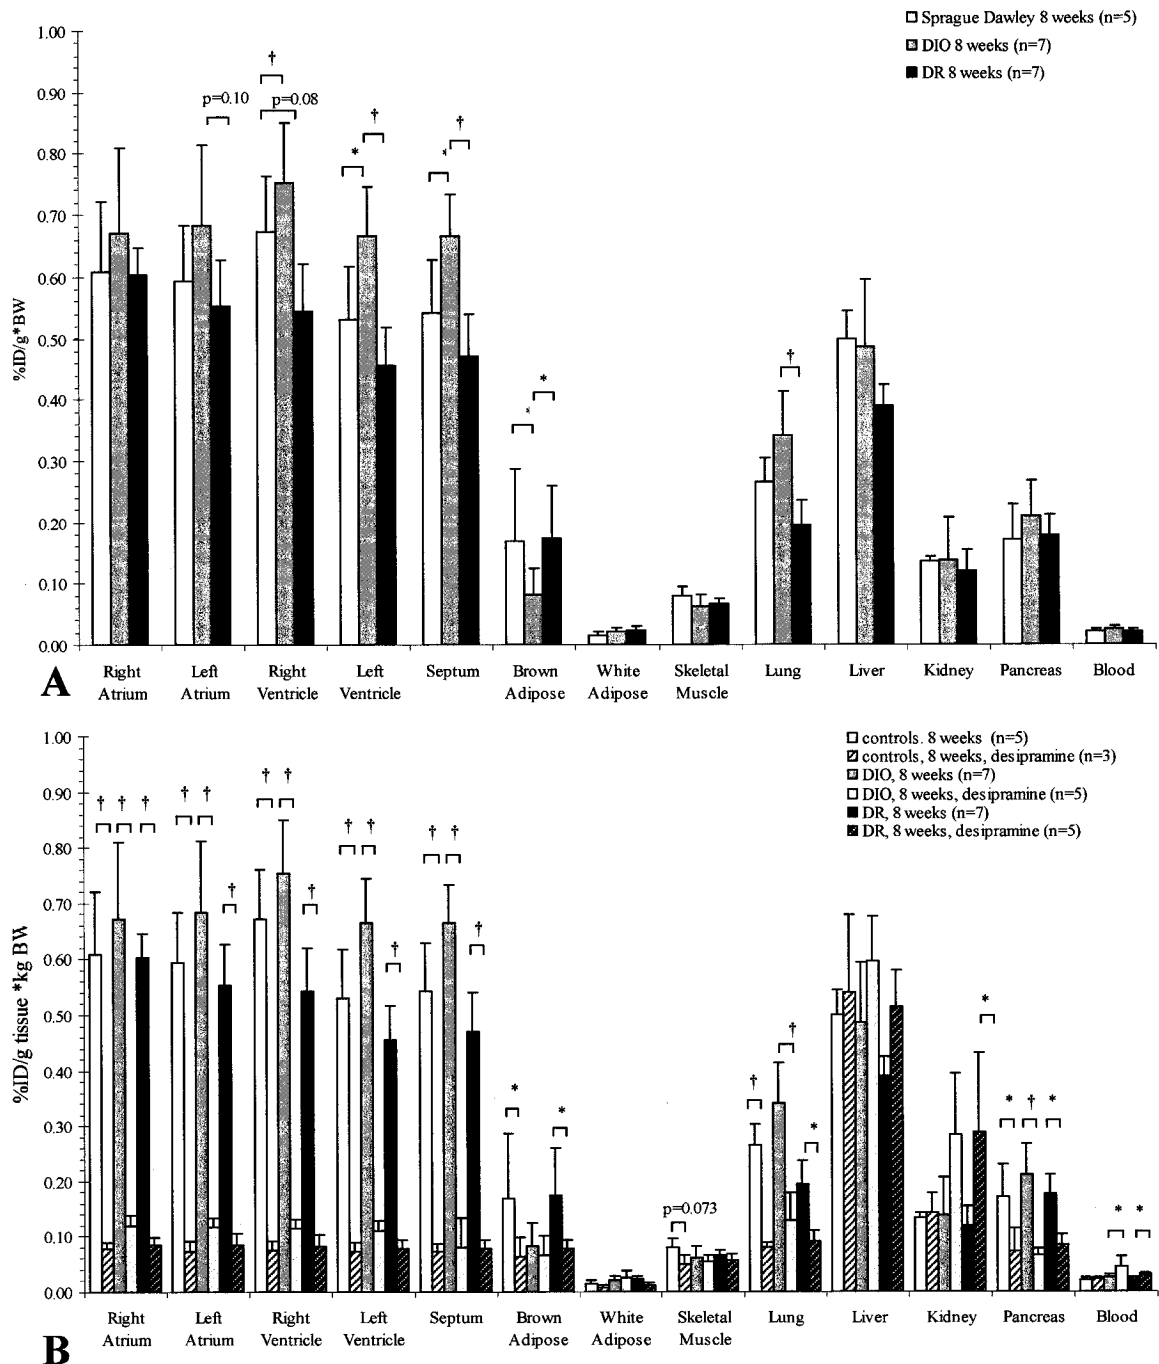 Sprague Dawley 8 weeks (n=5)
DIO 8 weeks (n=7)
DR 8 weeks (n=7)
%ID/g*BW
1.00
0.90
0.80
0.70
0.60
0.50
0.40
0.30
0.20
0.10
0.00
†
p=0.10
p=0.08
†
†
*
*
*
*
†
Right Atrium
Left Atrium
Right Ventricle
Left Ventricle
Septum
Brown Adipose
White Adipose
Skeletal Muscle
Lung
Liver
Kidney
Pancreas
Blood
A
controls. 8 weeks (n=5)
controls, 8 weeks, desipramine (n=3)
DIO, 8 weeks (n=7)
DIO, 8 weeks, desipramine (n=5)
DR, 8 weeks (n=7)
DR, 8 weeks, desipramine (n=5)
%ID/g tissue *kg BW
1.00
0.90
0.80
0.70
0.60
0.50
0.40
0.30
0.20
0.10
0.00
† † †
† † †
† † †
† † †
† † †
* *
p=0.073
† † *
*
* † *
* *
Right Atrium
Left Atrium
Right Ventricle
Left Ventricle
Septum
Brown Adipose
White Adipose
Skeletal Muscle
Lung
Liver
Kidney
Pancreas
Blood
B